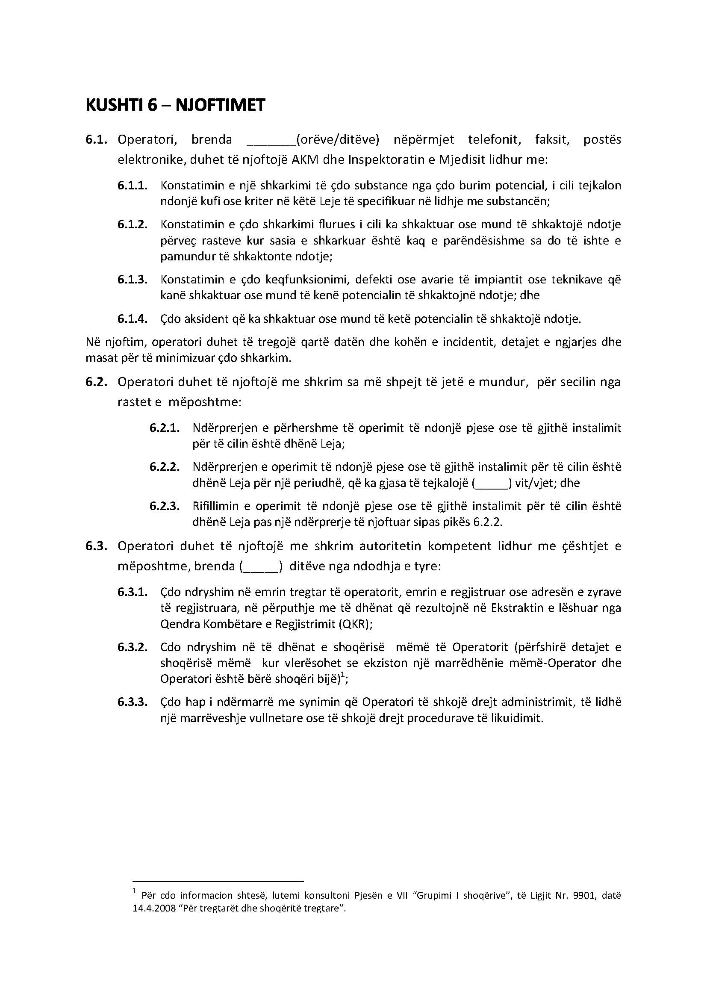 KUSHTI 6 – NJOFTIMET
6.1. Operatori, brenda _______(orëve/ditëve) nëpërmjet telefonit, faksit, postës
elektronike, duhet të njoftojë AKM dhe Inspektoratin e Mjedisit lidhur me:
6.1.1. Konstatimin e një shkarkimi të çdo substance nga çdo burim potencial, i cili tejkalon
ndonjë kufi ose kriter në këtë Leje të specifikuar në lidhje me substancën;
6.1.2. Konstatimin e çdo shkarkimi flurues i cili ka shkaktuar ose mund të shkaktojë ndotje
përveç rasteve kur sasia e shkarkuar është kaq e parëndësishme sa do të ishte e
pamundur të shkaktonte ndotje;
6.1.3. Konstatimin e çdo keqfunksionimi, defekti ose avarie të impiantit ose teknikave që
kanë shkaktuar ose mund të kenë potencialin të shkaktojnë ndotje; dhe
6.1.4. Çdo aksident që ka shkaktuar ose mund të ketë potencialin të shkaktojë ndotje.
Në njoftim, operatori duhet të tregojë qartë datën dhe kohën e incidentit, detajet e ngjarjes dhe
masat për të minimizuar çdo shkarkim.
6.2. Operatori duhet të njoftojë me shkrim sa më shpejt të jetë e mundur, për secilin nga
rastet e mëposhtme:
6.2.1. Ndërprerjen e përhershme të operimit të ndonjë pjese ose të gjithë instalimit
për të cilin është dhënë Leja;
6.2.2. Ndërprerjen e operimit të ndonjë pjese ose të gjithë instalimit për të cilin është
dhënë Leja për një periudhë, që ka gjasa të tejkalojë (_____) vit/vjet; dhe
6.2.3. Rifillimin e operimit të ndonjë pjese ose të gjithë instalimit për të cilin është
dhënë Leja pas një ndërprerje të njoftuar sipas pikës 6.2.2.
6.3. Operatori duhet të njoftojë me shkrim autoritetin kompetent lidhur me çështjet e
mëposhtme, brenda (_____) ditëve nga ndodhja e tyre:
6.3.1. Çdo ndryshim në emrin tregtar të operatorit, emrin e regjistruar ose adresën e zyrave
të regjistruara, në përputhje me të dhënat që rezultojnë në Ekstraktin e lëshuar nga
Qendra Kombëtare e Regjistrimit (QKR);
6.3.2. Cdo ndryshim në të dhënat e shoqërisë mëmë të Operatorit (përfshirë detajet e
shoqërisë mëmë kur vlerësohet se ekziston një marrëdhënie mëmë-Operator dhe
Operatori është bërë shoqëri bijë)¹;
6.3.3. Çdo hap i ndërmarrë me synimin që Operatori të shkojë drejt administrimit, të lidhë
një marrëveshje vullnetare ose të shkojë drejt procedurave të likuidimit.
¹ Për cdo informacion shtesë, lutemi konsultoni Pjesën e VII “Grupimi I shoqërive”, të Ligjit Nr. 9901, datë
14.4.2008 “Për tregtarët dhe shoqëritë tregtare”.